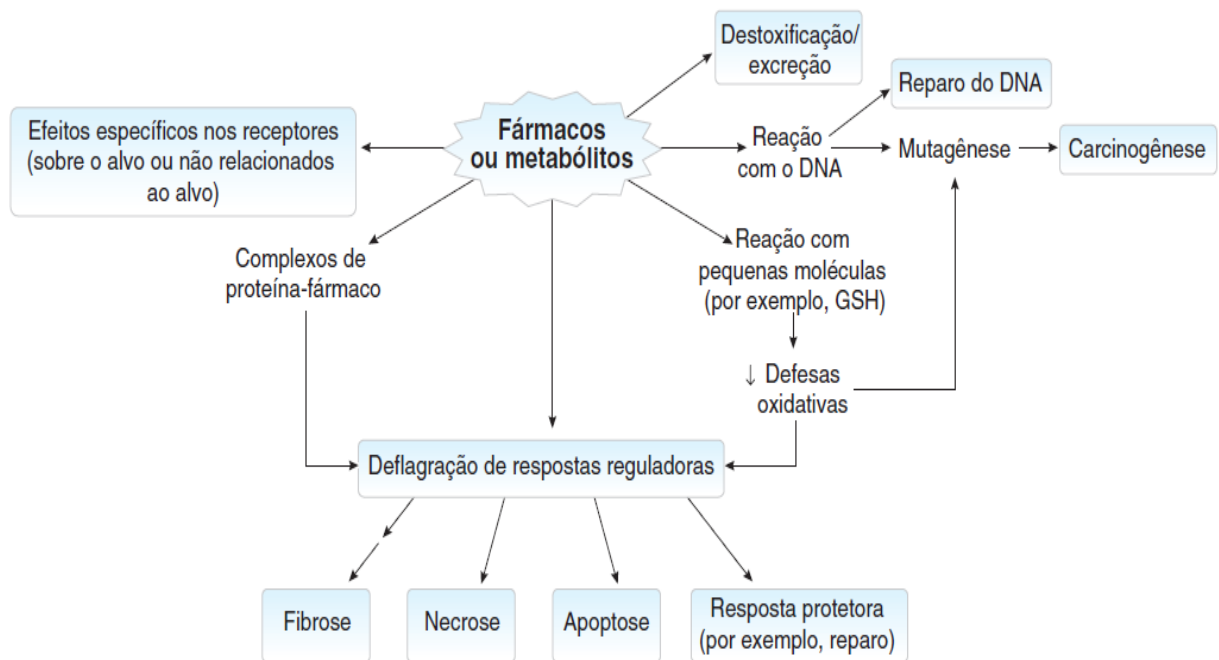 Destoxificação/
excreção
Reparo do DNA
Efeitos específicos nos receptores
(sobre o alvo ou não relacionados
ao alvo)
Fármacos
ou metabólitos
Reação
com o DNA
Mutagênese
Carcinogênese
Complexos de
proteína-fármaco
Reação com
pequenas moléculas
(por exemplo, GSH)
↓ Defesas
oxidativas
Deflagração de respostas reguladoras
Fibrose
Necrose
Apoptose
Resposta protetora
(por exemplo, reparo)